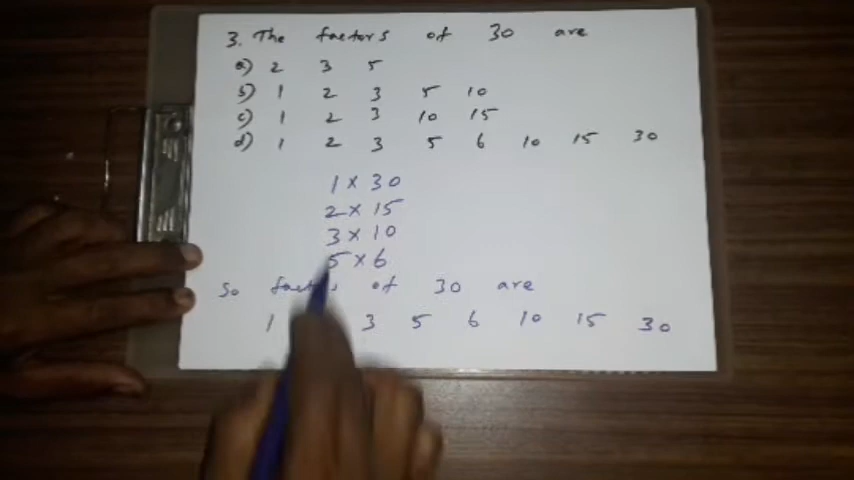 3. The factors of 30 are
a) 2 3 5
b) 1 2 3 5 10
c) 1 2 3 10 15
d) 1 2 3 5 6 10 15 30
1 × 30
2 × 15
3 × 10
5 × 6
So factors of 30 are
1 3 5 6 10 15 30